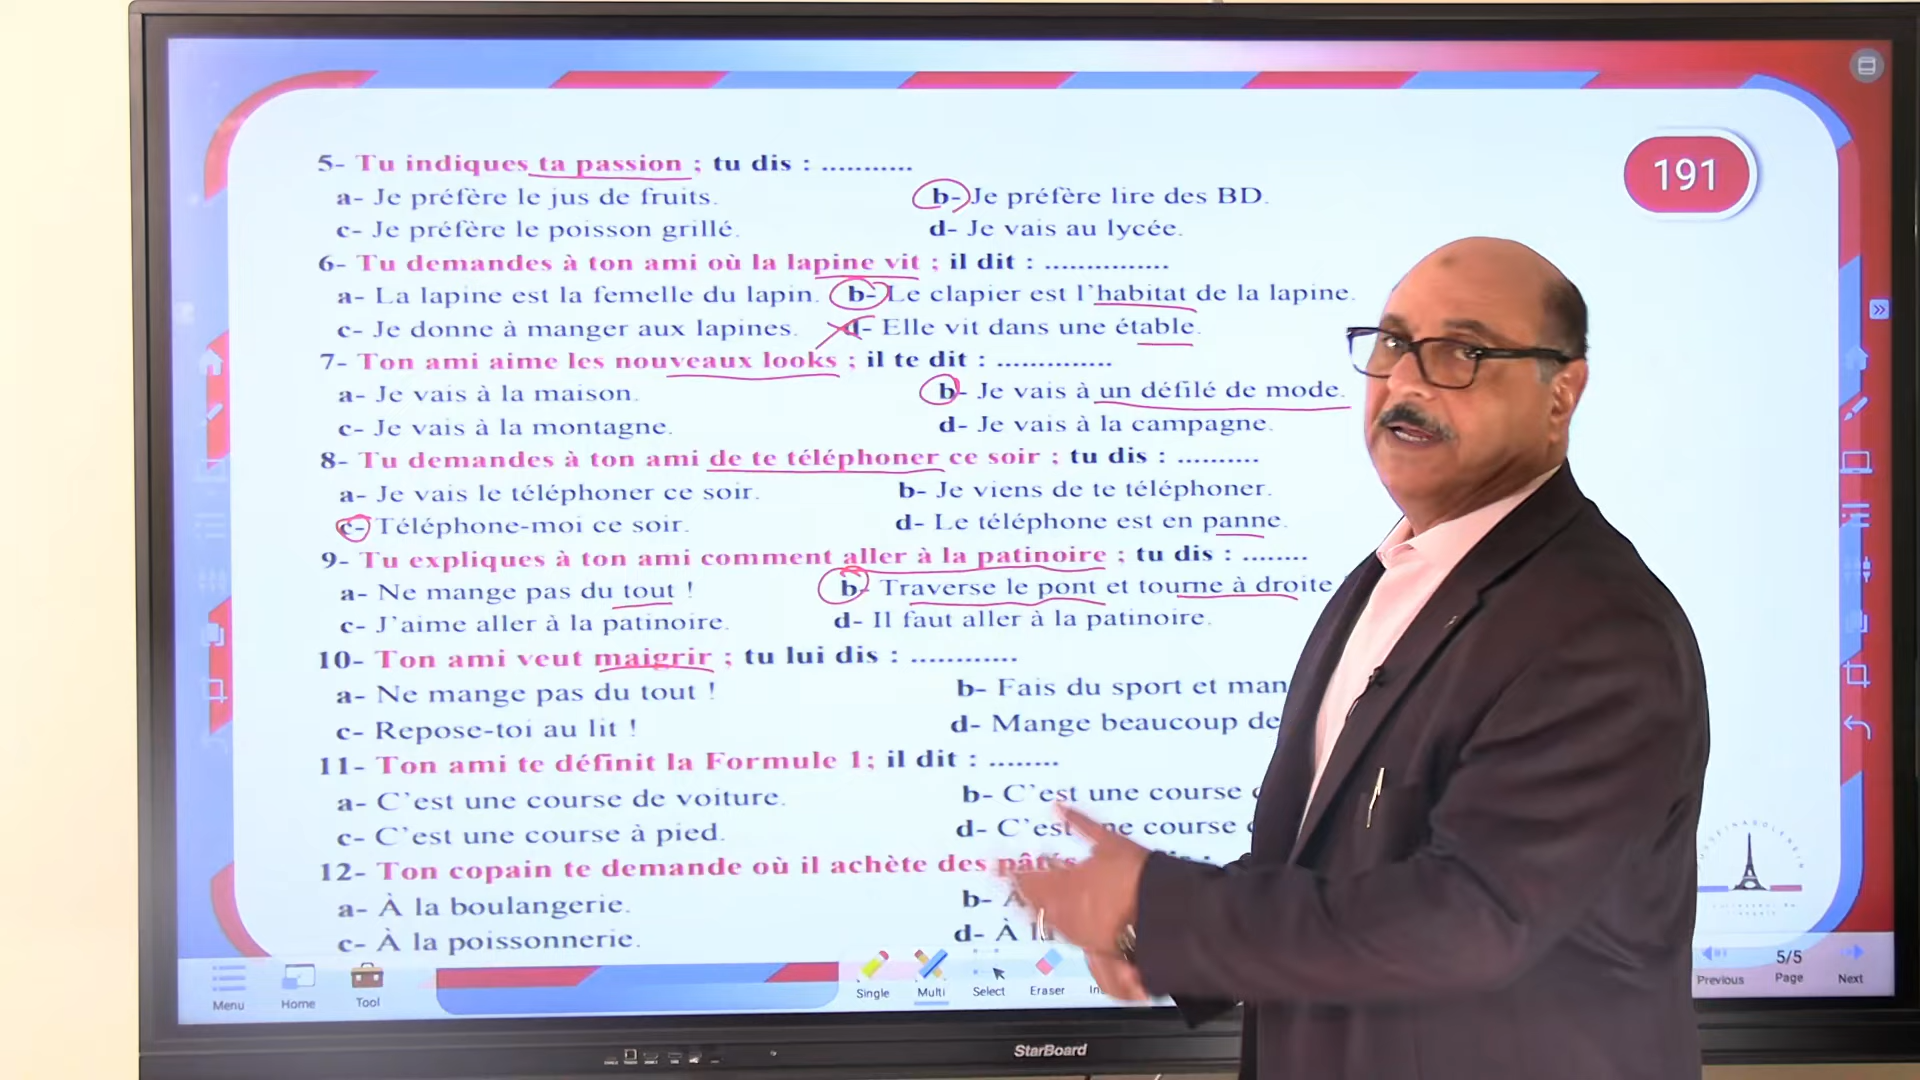 191
5- Tu indiques ta passion ; tu dis : ...........
a- Je préfère le jus de fruits. b- Je préfère lire des BD.
c- Je préfère le poisson grillé. d- Je vais au lycée.
6- Tu demandes à ton ami où la lapine vit ; il dit : ...............
a- La lapine est la femelle du lapin. b- Le clapier est l'habitat de la lapine.
c- Je donne à manger aux lapines. d- Elle vit dans une étable.
7- Ton ami aime les nouveaux looks ; il te dit : ..............
a- Je vais à la maison. b- Je vais à un défilé de mode.
c- Je vais à la montagne. d- Je vais à la campagne.
8- Tu demandes à ton ami de te téléphoner ce soir ; tu dis : ..........
a- Je vais le téléphoner ce soir. b- Je viens de te téléphoner.
c- Téléphone-moi ce soir. d- Le téléphone est en panne.
9- Tu expliques à ton ami comment aller à la patinoire ; tu dis : ........
a- Ne mange pas du tout ! b- Traverse le pont et tourne à droite
c- J'aime aller à la patinoire. d- Il faut aller à la patinoire.
10- Ton ami veut maigrir ; tu lui dis : .............
a- Ne mange pas du tout ! b- Fais du sport et
c- Repose-toi au lit ! d- Mange beaucoup de
11- Ton ami te définit la Formule 1; il dit : ........
a- C'est une course de voiture. b- C'est une course
c- C'est une course à pied. d- C'est une course
12- Ton copain te demande où il achète des
a- À la boulangerie. b-
c- À la poissonnerie. d- À
Menu Home Tool Single Multi Select Eraser Previous 5/5 Page Next
StarBoard